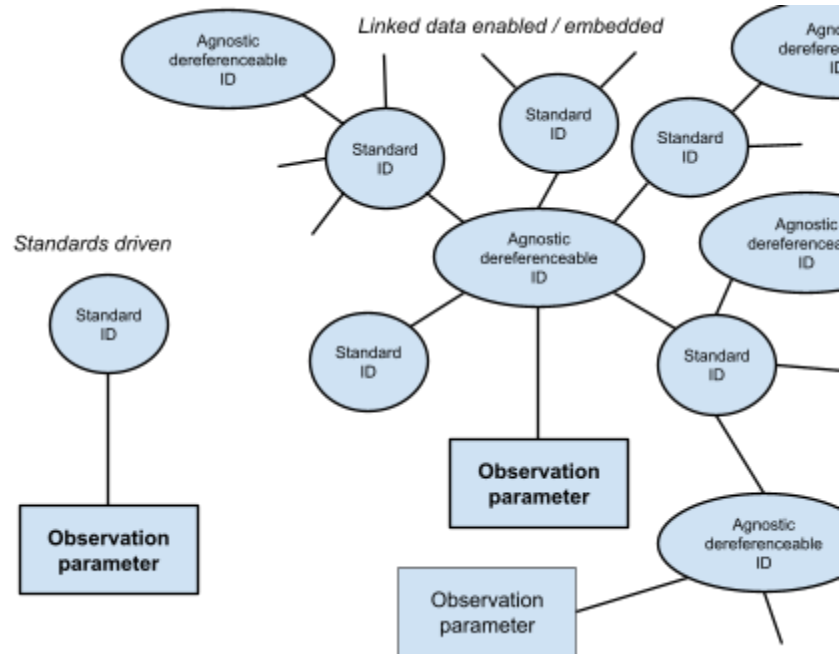 Linked data enabled / embedded
Agnostic
dereferenceable
ID
Standard
ID
Standard
ID
Standard
ID
Agnostic
dereferenceable
ID
Agnostic
Standards driven
Standard
ID
Standard
ID
Standard
ID
Observation
parameter
Observation
parameter
Agnostic
dereferenceable
ID
Observation
parameter